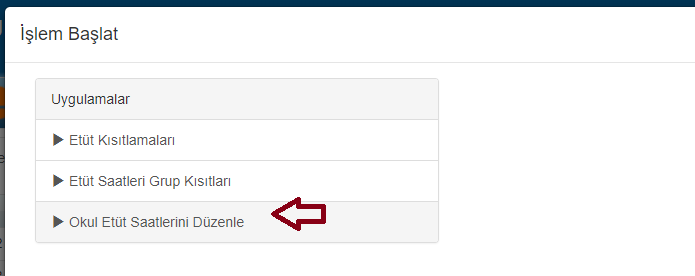 İşlem Başlat
Uygulamalar
Etüt Kısıtlamaları
Etüt Saatleri Grup Kısıtları
Okul Etüt Saatlerini Düzenle